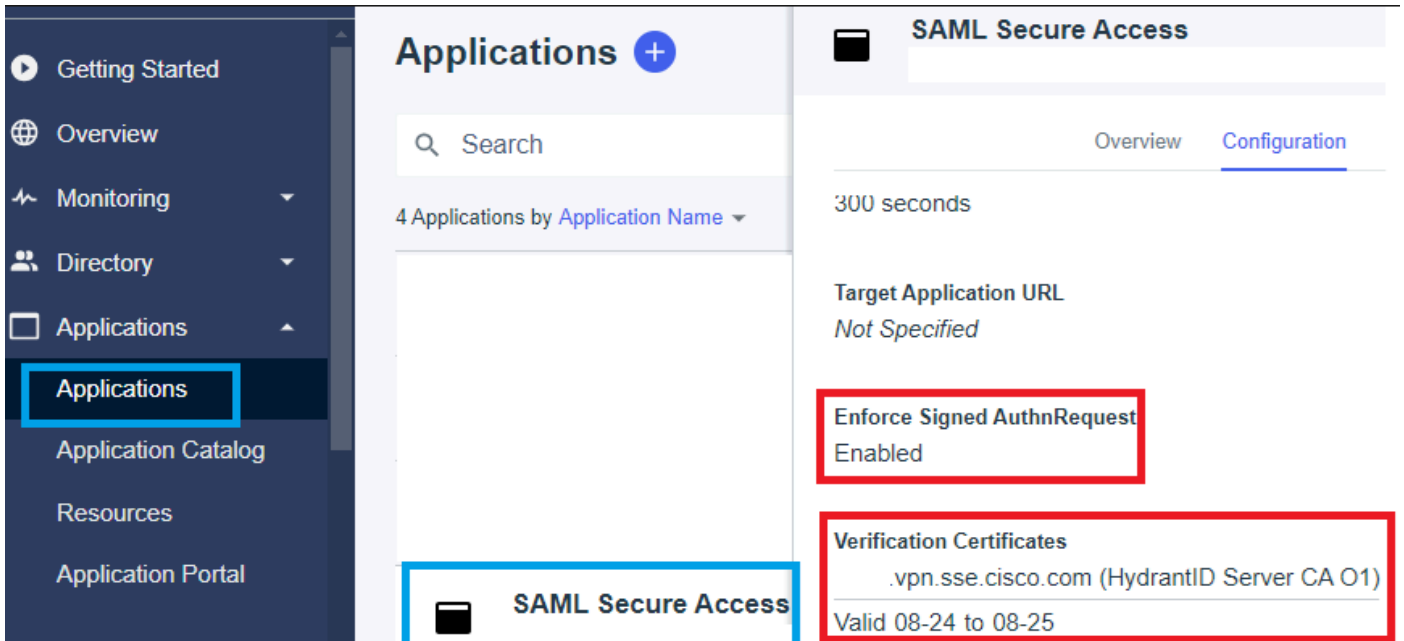 Getting Started
Overview
Monitoring
Directory
Applications
Applications
Application Catalog
Resources
Application Portal
Applications
Search
4 Applications by Application Name
SAML Secure Access
SAML Secure Access
Overview
Configuration
300 seconds
Target Application URL
Not Specified
Enforce Signed AuthnRequest
Enabled
Verification Certificates
.vpn.sse.cisco.com (HydrantID Server CA O1)
Valid 08-24 to 08-25